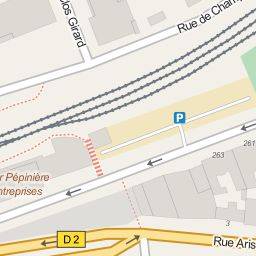 los Girard
Rue de Champ
P
261
263
r Pépinière
ntreprises
3
D 2
Rue Aris